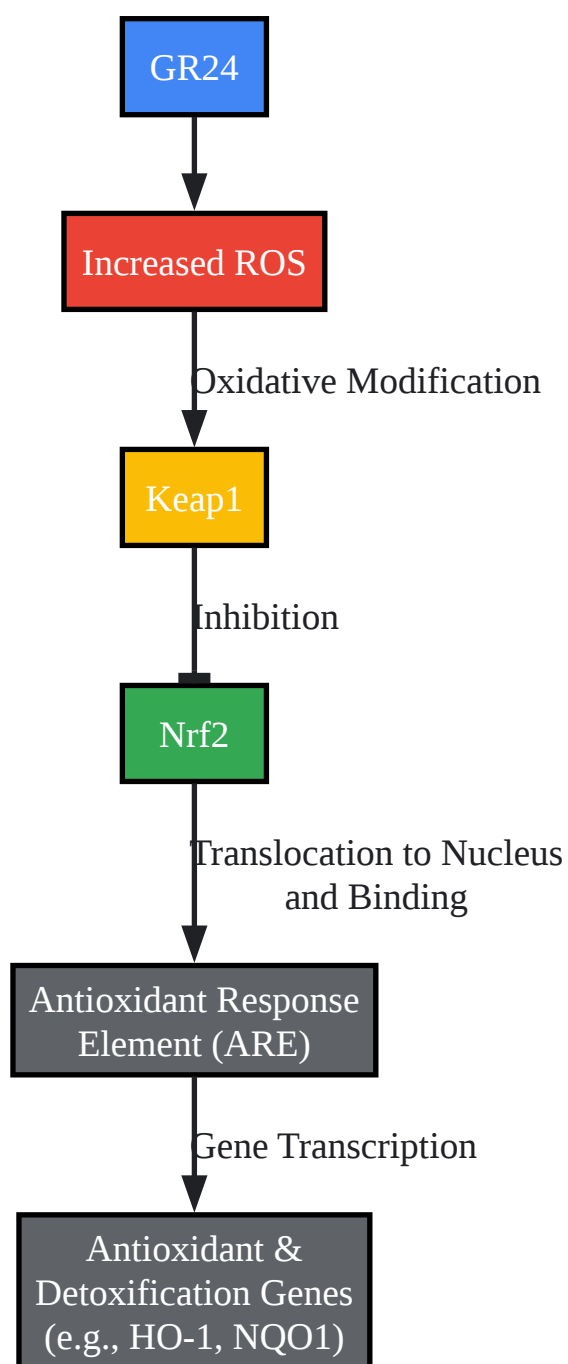 GR24
Increased ROS
Oxidative Modification
Keap1
Inhibition
Nrf2
Translocation to Nucleus
and Binding
Antioxidant Response
Element (ARE)
Gene Transcription
Antioxidant &
Detoxification Genes
(e.g., HO-1, NQO1)